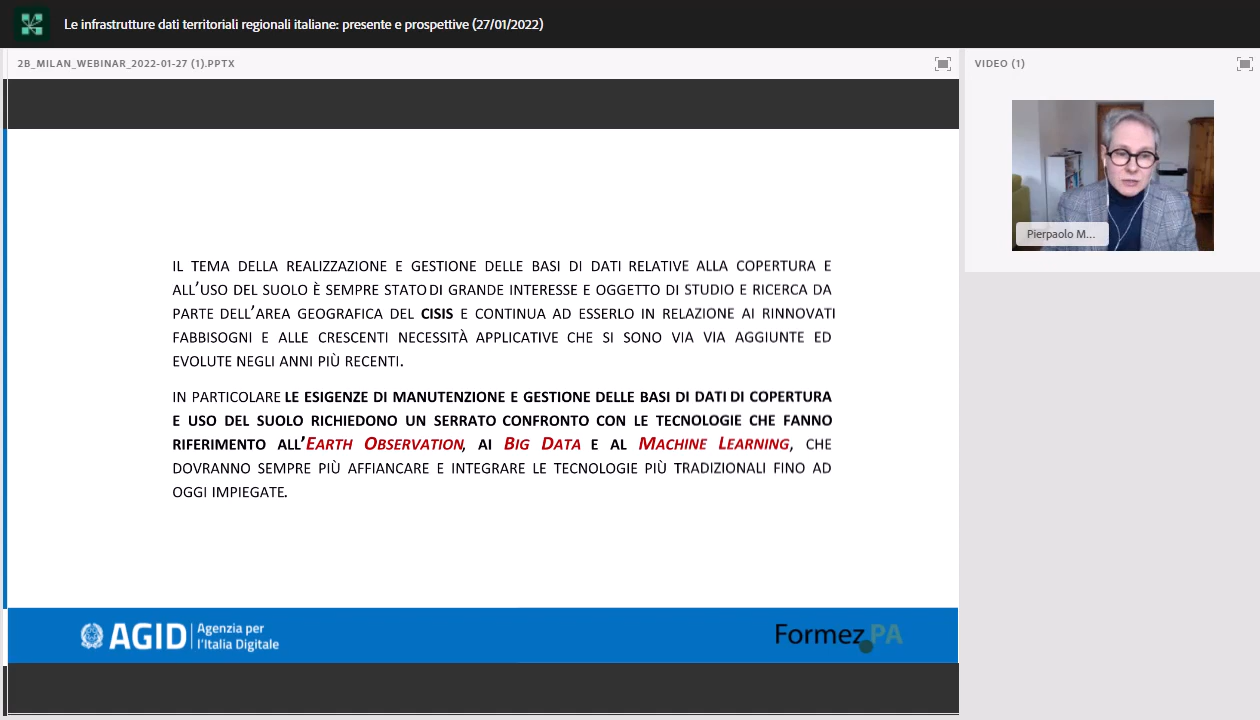 Le infrastrutture dati territoriali regionali italiane: presente e prospettive (27/01/2022)
2B_MILAN_WEBINAR_2022-01-27 (1).PPTX
VIDEO (1)
Pierpaolo M...
IL TEMA DELLA REALIZZAZIONE E GESTIONE DELLE BASI DI DATI RELATIVE ALLA COPERTURA E
ALL'USO DEL SUOLO È SEMPRE STATO DI GRANDE INTERESSE E OGGETTO DI STUDIO E RICERCA DA
PARTE DELL'AREA GEOGRAFICA DEL CISIS E CONTINUA AD ESSERLO IN RELAZIONE AI RINNOVATI
FABBISOGNI E ALLE CRESCENTI NECESSITÀ APPLICATIVE CHE SI SONO VIA VIA AGGIUNTE ED
EVOLUTE NEGLI ANNI PIÙ RECENTI.
IN PARTICOLARE LE ESIGENZE DI MANUTENZIONE E GESTIONE DELLE BASI DI DATI DI COPERTURA
E USO DEL SUOLO RICHIEDONO UN SERRATO CONFRONTO CON LE TECNOLOGIE CHE FANNO
RIFERIMENTO ALL'EARTH OBSERVATION, AI BIG DATA E AL MACHINE LEARNING, CHE
DOVRANNO SEMPRE PIÙ AFFIANCARE E INTEGRARE LE TECNOLOGIE PIÙ TRADIZIONALI FINO AD
OGGI IMPIEGATE.
AGID
Agenzia per
l'Italia Digitale
Formez PA